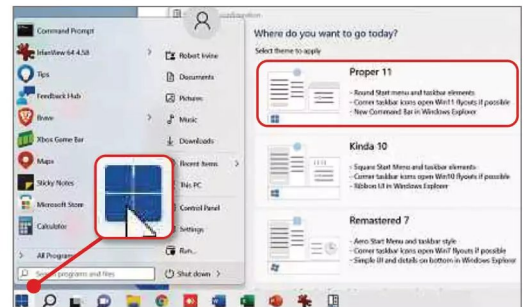 Command Prompt
IrfanView 64 4.58
Tips
Feedback Hub
Brave
Xbox Game Bar
Maps
Sticky Notes
Microsoft Store
Calculator
All Programs
Search programs and files
Robert Irvine
Documents
Pictures
Music
Downloads
Recent Items
This PC
Control Panel
Settings
Run...
Shut down
Where do you want to go today?
Select theme to apply
Proper 11
- Round Start menu and taskbar elements
- Corner taskbar icons open Win11 flyouts if possible
- New Command Bar in Windows Explorer
Kinda 10
- Square Start Menu and taskbar elements
- Corner taskbar icons open Win10 flyouts if possible
- Ribbon UI in Windows Explorer
Remastered 7
- Aero Start Menu and taskbar style
- Corner taskbar icons open Win7 flyouts if possible
- Simple UI and details on bottom in Windows Explorer